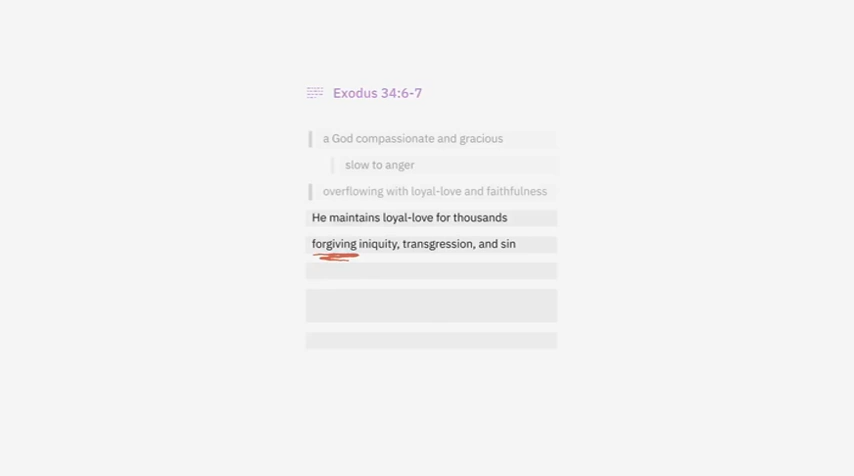 Exodus 34:6-7
a God compassionate and gracious
slow to anger
overflowing with loyal-love and faithfulness
He maintains loyal-love for thousands
forgiving iniquity, transgression, and sin